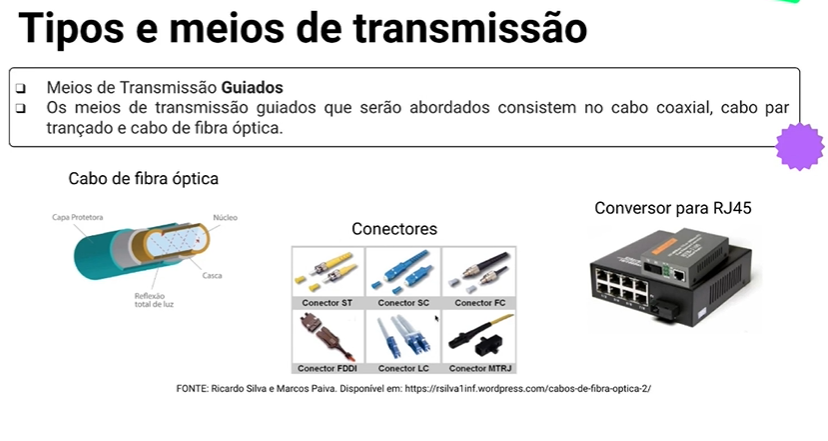 Tipos e meios de transmissão
Meios de Transmissão Guiados
Os meios de transmissão guiados que serão abordados consistem no cabo coaxial, cabo par
trançado e cabo de fibra óptica.
Cabo de fibra óptica
Capa Protetora
Núcleo
Casca
Reflexão
total de luz
Conectores
Conector ST
Conector SC
Conector FC
Conector FDDI
Conector LC
Conector MTRJ
Conversor para RJ45
FONTE: Ricardo Silva e Marcos Paiva. Disponível em: https://rsilva1inf.wordpress.com/cabos-de-fibra-optica-2/